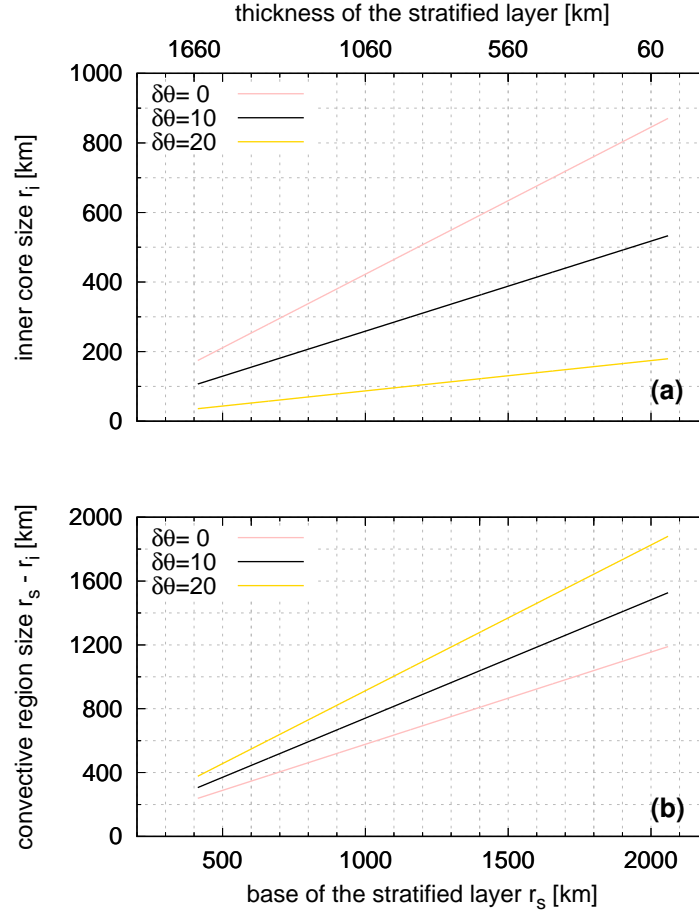 thickness of the stratified layer [km]
1660 1060 560 60
1000
800
600
400
200
0
inner core size r_i [km]
δθ= 0
δθ=10
δθ=20
(a)
2000
1600
1200
800
400
0
convective region size r_s - r_i [km]
δθ= 0
δθ=10
δθ=20
(b)
500 1000 1500 2000
base of the stratified layer r_s [km]